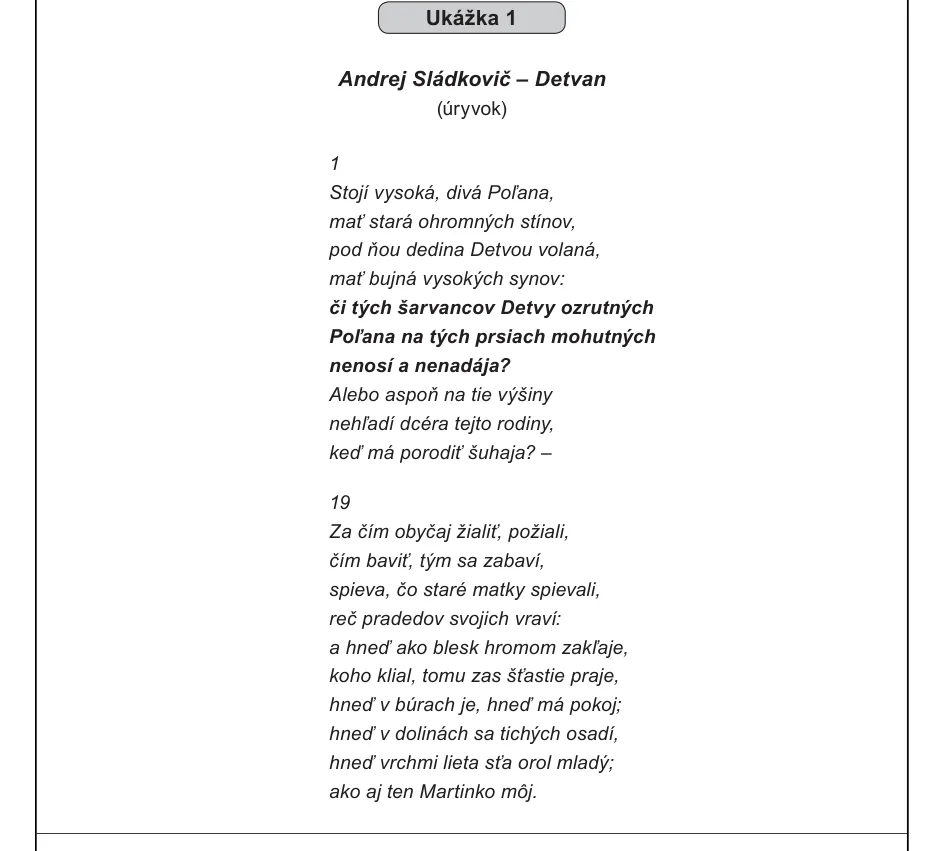 Ukážka 1
Andrej Sládkovič – Detvan
(úryvok)
1
Stojí vysoká, divá Poľana,
mať stará ohromných stínov,
pod ňou dedina Detvou volaná,
mať bujná vysokých synov:
či tých šarvancov Detvy ozrutných
Poľana na tých prsiach mohutných
nenosí a nenadája?
Alebo aspoň na tie výšiny
nehľadí dcéra tejto rodiny,
keď má porodiť šuhaja? –
19
Za čím obyčaj žialiť, požiali,
čím baviť, tým sa zabaví,
spieva, čo staré matky spievali,
reč pradedov svojich vraví:
a hneď ako blesk hromom zakľaje,
koho klial, tomu zas šťastie praje,
hneď v búrach je, hneď má pokoj;
hneď v dolinách sa tichých osadí,
hneď vrchmi lieta sťa orol mladý;
ako aj ten Martinko môj.